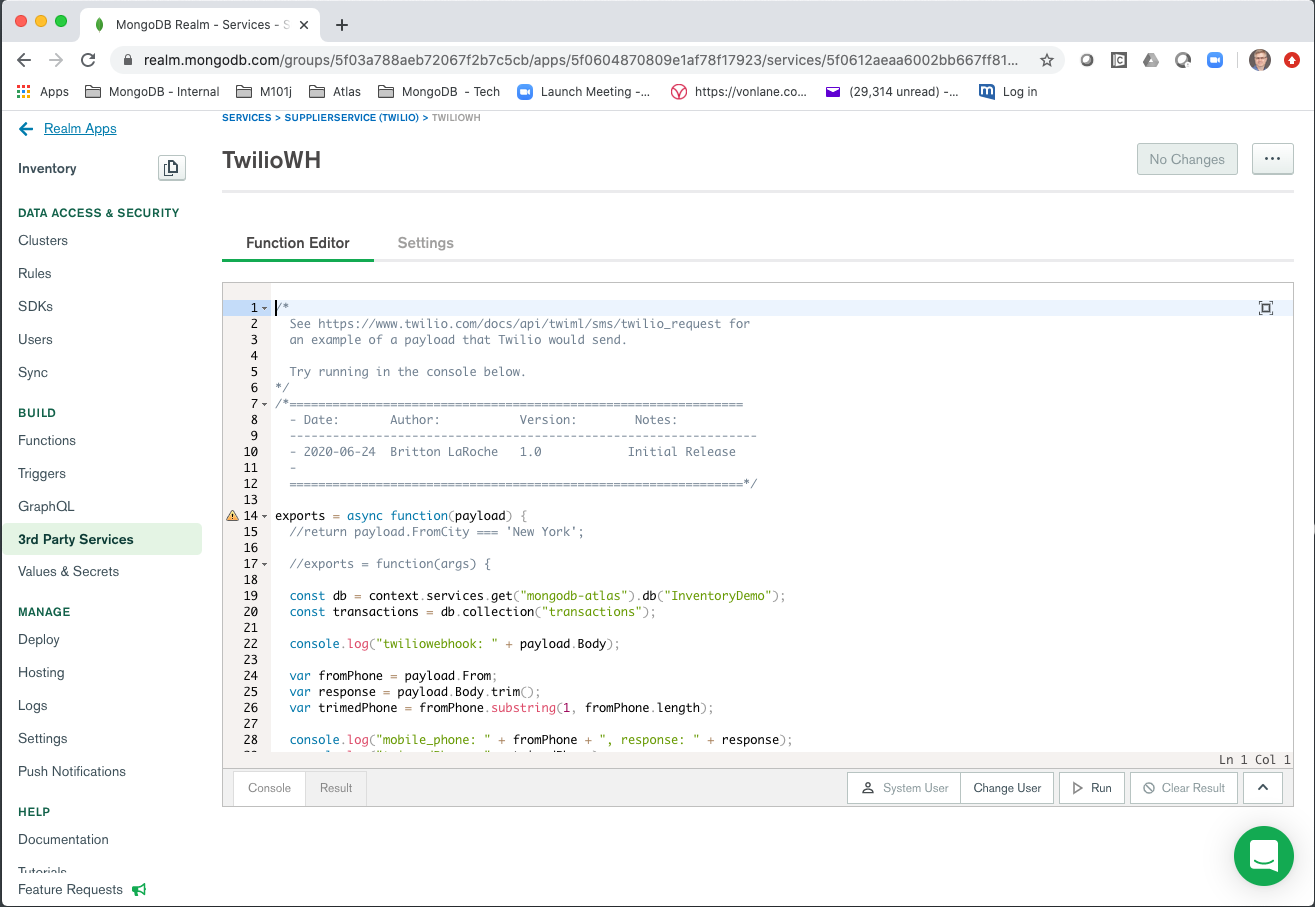 MongoDB Realm - Services - S
realm.mongodb.com/groups/5f03a788aeb72067f2b7c5cb/apps/5f0604870809e1af78f17923/services/5f0612aeaa6002bb667ff81...
Apps
MongoDB - Internal
M101j
Atlas
MongoDB - Tech
Launch Meeting -...
https://vonlane.co...
(29,314 unread) -...
Log in
Realm Apps
Inventory
DATA ACCESS & SECURITY
Clusters
Rules
SDKs
Users
Sync
BUILD
Functions
Triggers
GraphQL
3rd Party Services
Values & Secrets
MANAGE
Deploy
Hosting
Logs
Settings
Push Notifications
HELP
Documentation
Tutorials
Feature Requests
SERVICES > SUPPLIERSERVICE (TWILIO) > TWILIOWH
TwilioWH
No Changes
...
Function Editor
Settings
1 /*
2 See https://www.twilio.com/docs/api/twiml/sms/twilio_request for
3 an example of a payload that Twilio would send.
4
5 Try running in the console below.
6 */
7 /*===============================================================
8 - Date: Author: Version: Notes:
9 -----------------------------------------------------------------
10 - 2020-06-24 Britton LaRoche 1.0 Initial Release
11 -
12 ===============================================================*/
13
14 exports = async function(payload) {
15 //return payload.FromCity === 'New York';
16
17 //exports = function(args) {
18
19 const db = context.services.get("mongodb-atlas").db("InventoryDemo");
20 const transactions = db.collection("transactions");
21
22 console.log("twiliowebhook: " + payload.Body);
23
24 var fromPhone = payload.From;
25 var response = payload.Body.trim();
26 var trimedPhone = fromPhone.substring(1, fromPhone.length);
27
28 console.log("mobile_phone: " + fromPhone + ", response: " + response);
Ln 1 Col 1
Console
Result
System User
Change User
Run
Clear Result